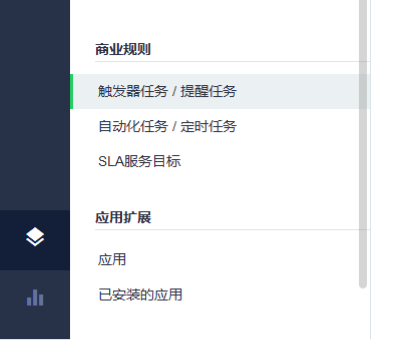 商业规则
触发器任务 / 提醒任务
自动化任务 / 定时任务
SLA服务目标
应用扩展
应用
已安装的应用